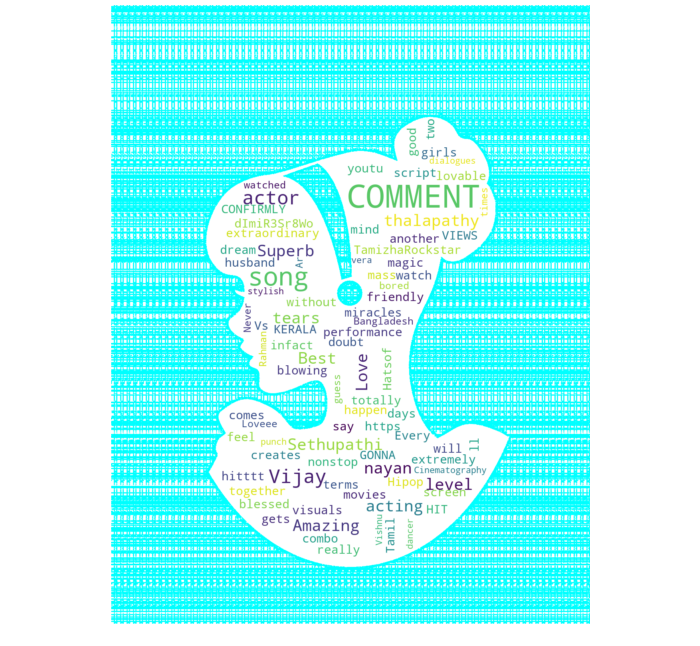 two
good
girls
dialogues
youtu
script lovable
watched
COMMENT
times
actor
CONFIRMLY
thalapathy
dImiR3Sr8Wo
mind
extraordinary
another VIEWS
dream Superb
TamizhaRockstar
husband
Ar
vera
magic
song
mass watch
bored
stylish
friendly
without
Never
tears
miracles
Vs KERALA
Bangladesh
performance
Rahman
infact
doubt
Best
Love
Hatsof
blowing
guess
totally
happen days
comes
Loveee
say https
feel
punch
Sethupathi
Every
will
ll
creates
nonstop
GONNA
extremely
nayan
Cinematography
hitttt
Vijay
terms
Hipop
level
together
movies
screen
blessed
visuals
acting
HIT
gets
Amazing
Vishnu
Tamil
dancer
combo
really